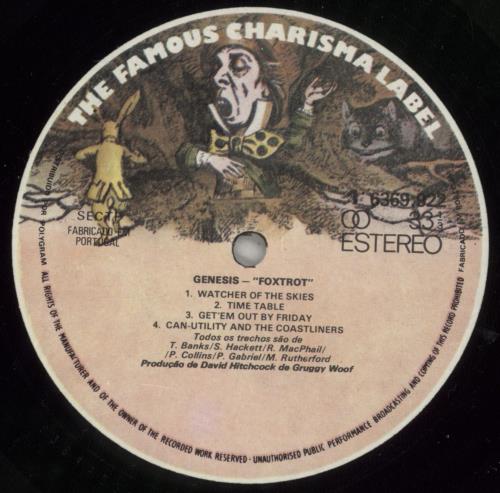 THE FAMOUS CHARISMA LABEL
1 6369.922
33
ESTEREO
FABRICADO EM
PORTUGAL
GENESIS — "FOXTROT"
1. WATCHER OF THE SKIES
2. TIME TABLE
3. GET'EM OUT BY FRIDAY
4. CAN-UTILITY AND THE COASTLINERS
Todos os trechos são de
T. Banks/S. Hackett/R. MacPhail/
/P. Collins/P. Gabriel/M. Rutherford
Produção de David Hitchcock de Gruggy Woof
POR POLYGRAM ALL RIGHTS OF THE MANUFACTURER AND OF THE OWNER OF THE RECORDED WORK RESERVED - UNAUTHORISED PUBLIC PERFORMANCE BROADCASTING AND COPYING OF THIS RECORD PROHIBITED FABRICADO E